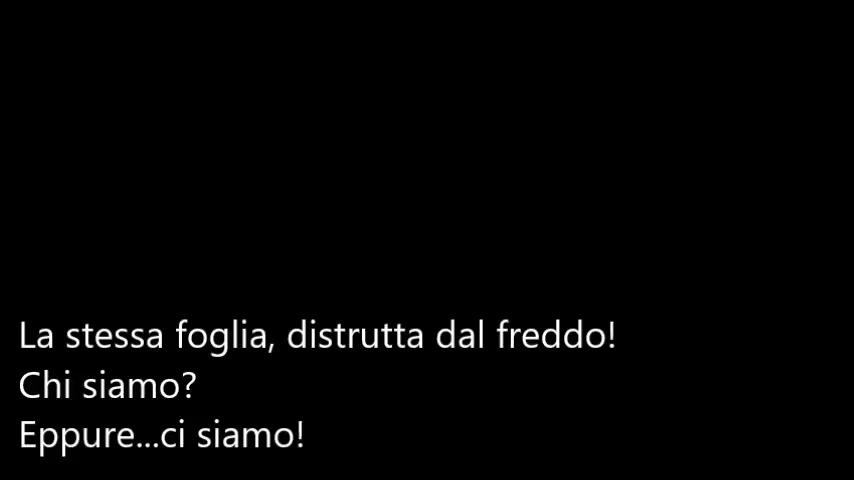 La stessa foglia, distrutta dal freddo!
Chi siamo?
Eppure...ci siamo!